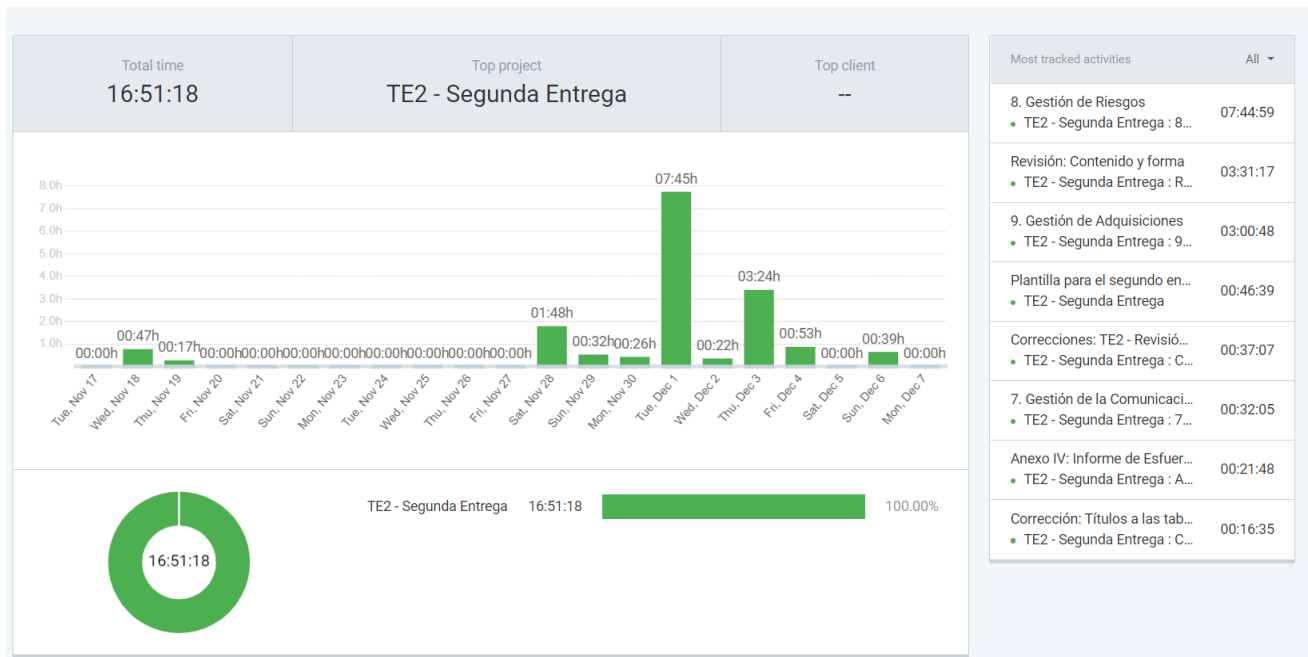 Total time
16:51:18
Top project
TE2 - Segunda Entrega
Top client
--
8.0h
7.0h
6.0h
5.0h
4.0h
3.0h
2.0h
1.0h
00:00h
00:47h
00:17h
00:00h
00:00h
00:00h
00:00h
00:00h
00:00h
00:00h
00:00h
01:48h
00:32h
00:26h
07:45h
00:22h
03:24h
00:53h
00:00h
00:39h
00:00h
Tue, Nov 17
Wed, Nov 18
Thu, Nov 19
Fri, Nov 20
Sat, Nov 21
Sun, Nov 22
Mon, Nov 23
Tue, Nov 24
Wed, Nov 25
Thu, Nov 26
Fri, Nov 27
Sat, Nov 28
Sun, Nov 29
Mon, Nov 30
Tue, Dec 1
Wed, Dec 2
Thu, Dec 3
Fri, Dec 4
Sat, Dec 5
Sun, Dec 6
Mon, Dec 7
16:51:18
TE2 - Segunda Entrega 16:51:18 100.00%
Most tracked activities All
8. Gestión de Riesgos
• TE2 - Segunda Entrega : 8...
07:44:59
Revisión: Contenido y forma
• TE2 - Segunda Entrega : R...
03:31:17
9. Gestión de Adquisiciones
• TE2 - Segunda Entrega : 9...
03:00:48
Plantilla para el segundo en...
• TE2 - Segunda Entrega
00:46:39
Correcciones: TE2 - Revisió...
• TE2 - Segunda Entrega : C...
00:37:07
7. Gestión de la Comunicaci...
• TE2 - Segunda Entrega : 7...
00:32:05
Anexo IV: Informe de Esfuer...
• TE2 - Segunda Entrega : A...
00:21:48
Corrección: Títulos a las tab...
• TE2 - Segunda Entrega : C...
00:16:35